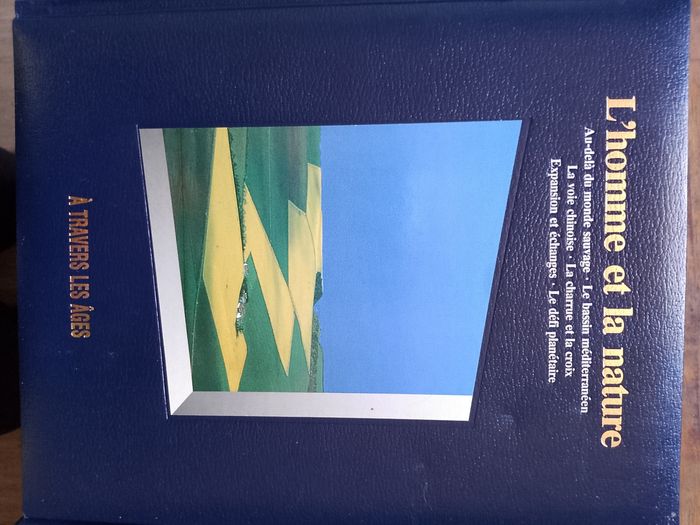 L'homme et la nature
Au-delà du monde sauvage · Le bassin méditerranéen
La voie chinoise · La charrue et la croix
Expansion et échanges · Le défi planétaire
À TRAVERS LES ÂGES